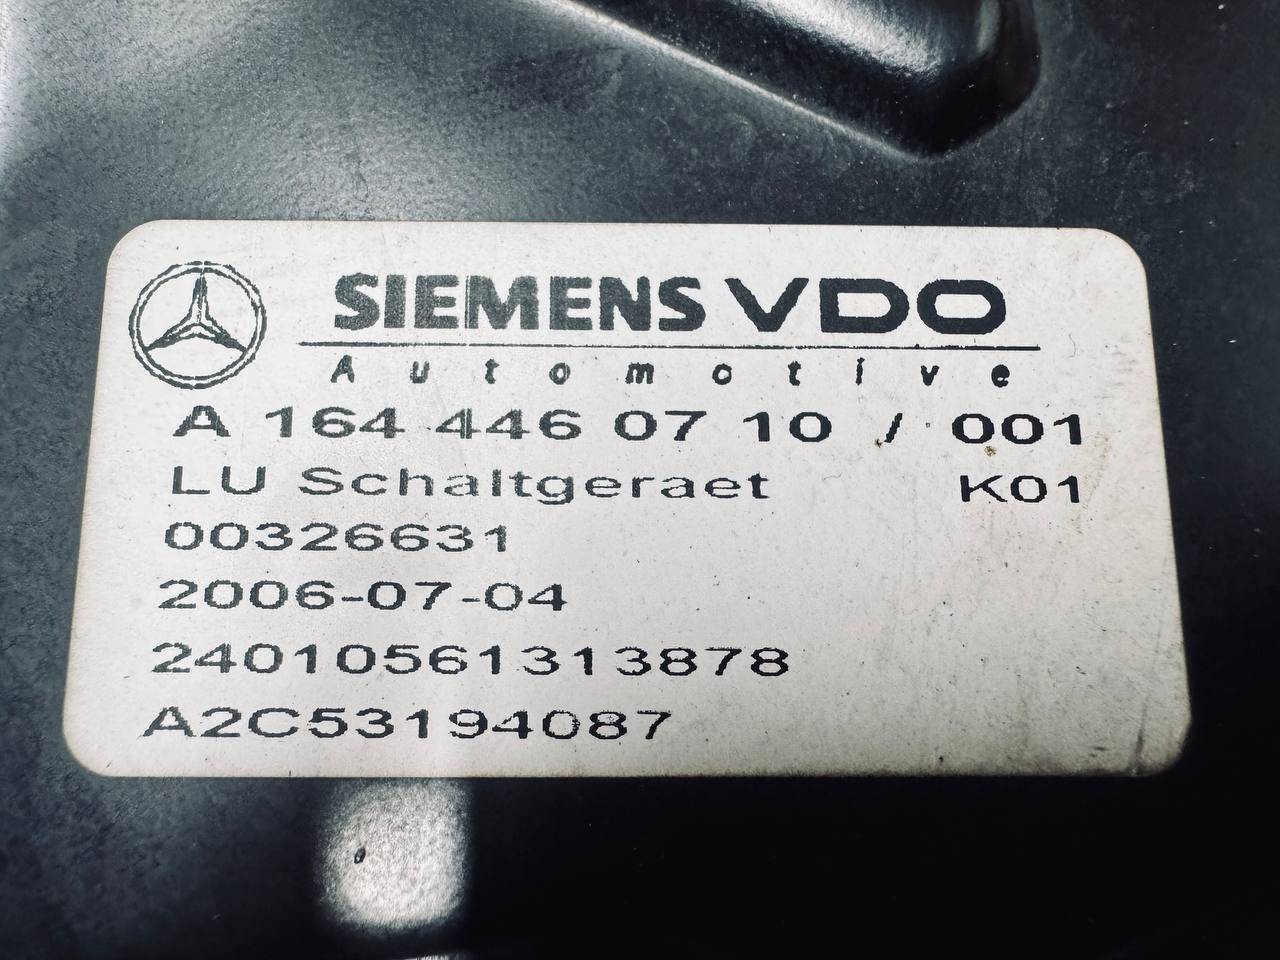 SIEMENS VDO
Automotive
A 164 446 07 10 / 001
LU Schaltgeraet K01
00326631
2006-07-04
24010561313878
A2C53194087